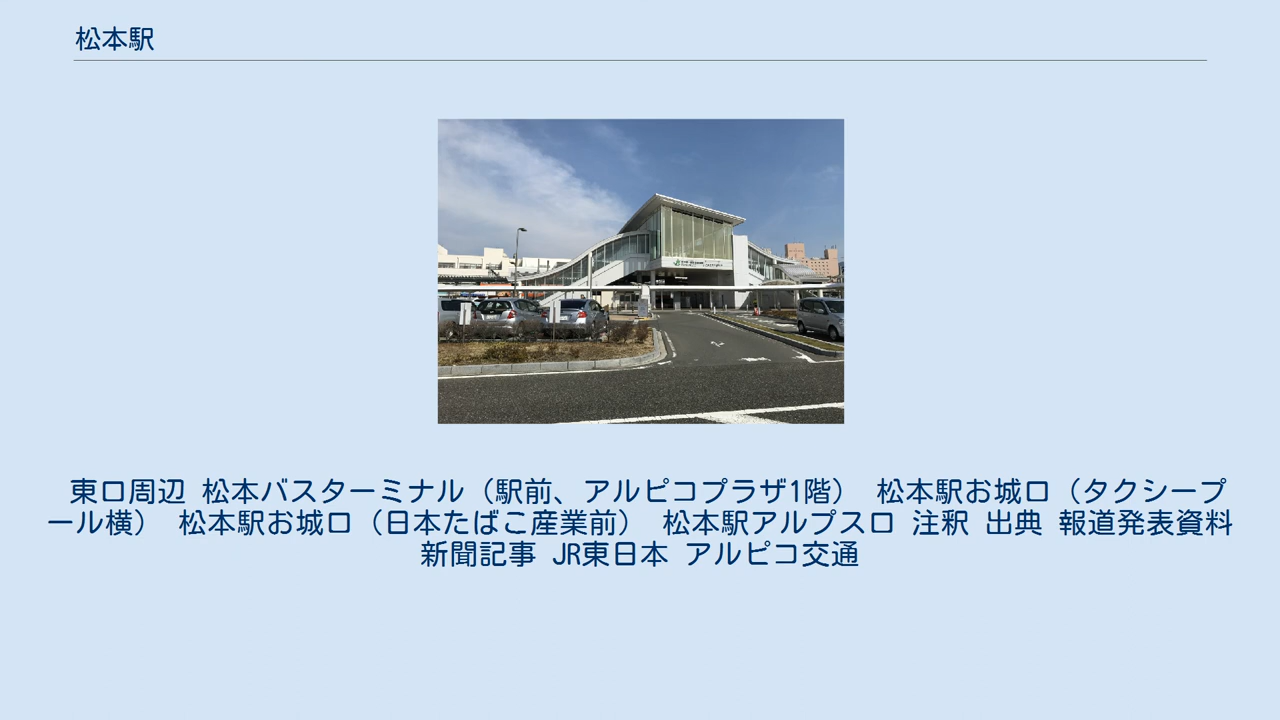 松本駅
東口周辺 松本バスターミナル（駅前、アルピコプラザ1階） 松本駅お城口（タクシープ
ール横） 松本駅お城口（日本たばこ産業前） 松本駅アルプス口 注釈 出典 報道発表資料
新聞記事 JR東日本 アルピコ交通